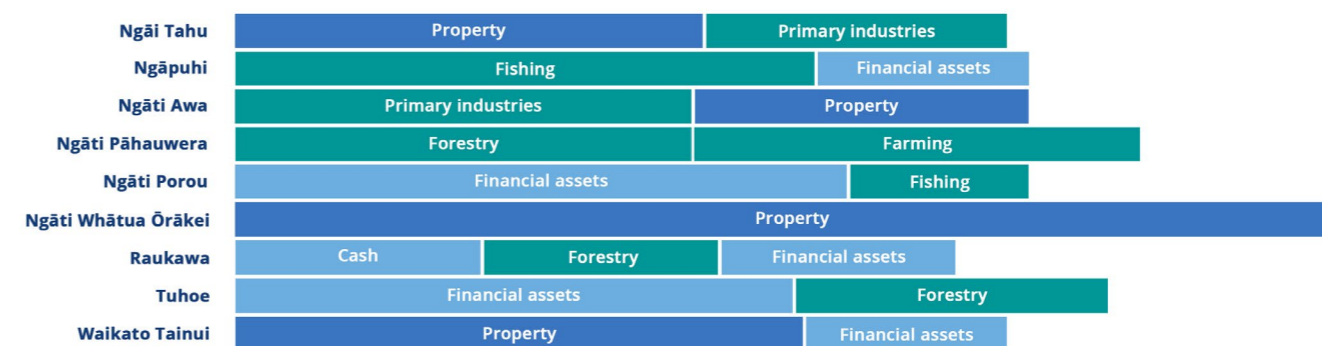 Ngāi Tahu Property Primary industries
Ngāpuhi Fishing Financial assets
Ngāti Awa Primary industries Property
Ngāti Pāhauwera Forestry Farming
Ngāti Porou Financial assets Fishing
Ngāti Whātua Ōrākei Property
Raukawa Cash Forestry Financial assets
Tuhoe Financial assets Forestry
Waikato Tainui Property Financial assets